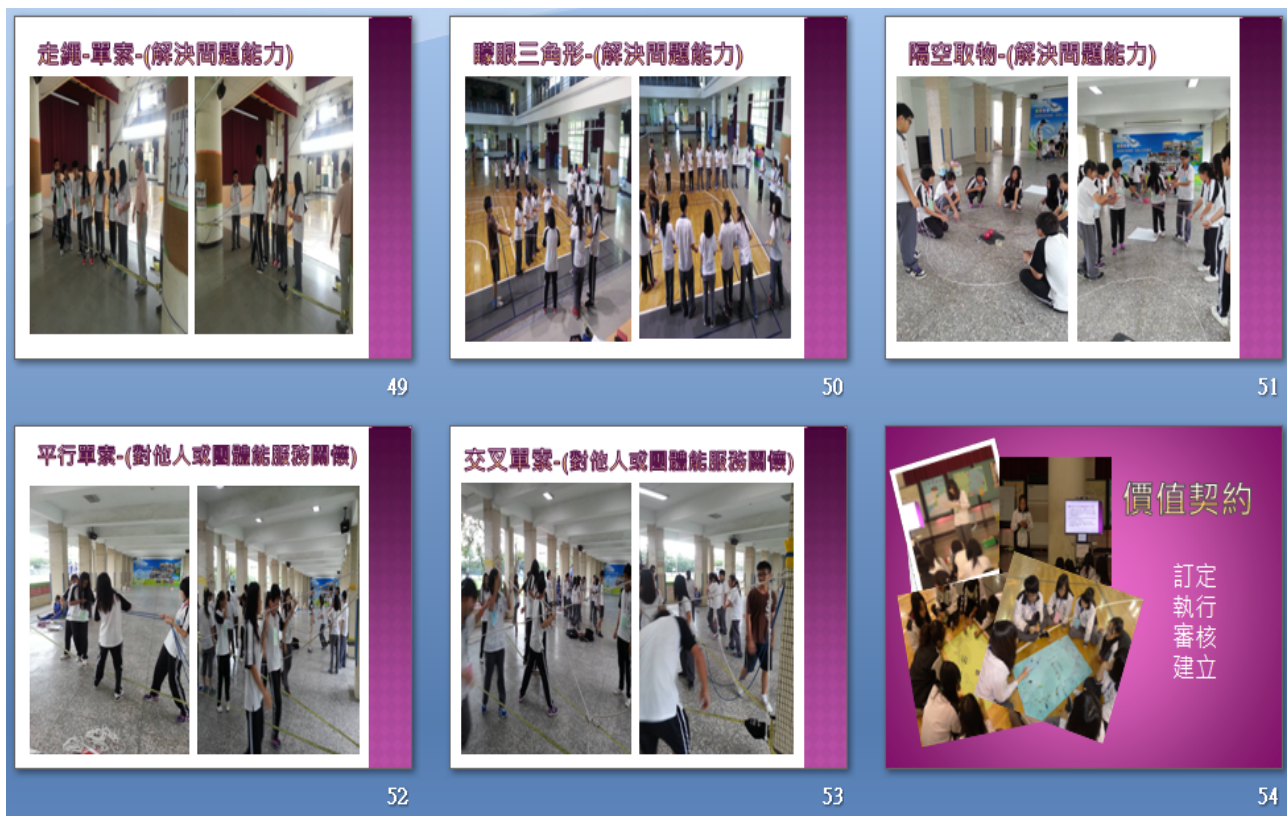 走繩-單索-(解決問題能力)
矇眼三角形-(解決問題能力)
隔空取物-(解決問題能力)
49
50
51
平行單索-(對他人或團體能服務關懷)
交叉單索-(對他人或團體能服務關懷)
價值契約
訂定
執行
審核
建立
52
53
54